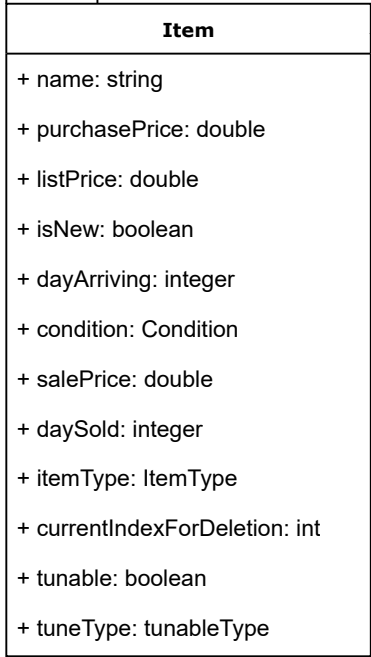 Item
+ name: string
+ purchasePrice: double
+ listPrice: double
+ isNew: boolean
+ dayArriving: integer
+ condition: Condition
+ salePrice: double
+ daySold: integer
+ itemType: ItemType
+ currentIndexForDeletion: int
+ tunable: boolean
+ tuneType: tunableType